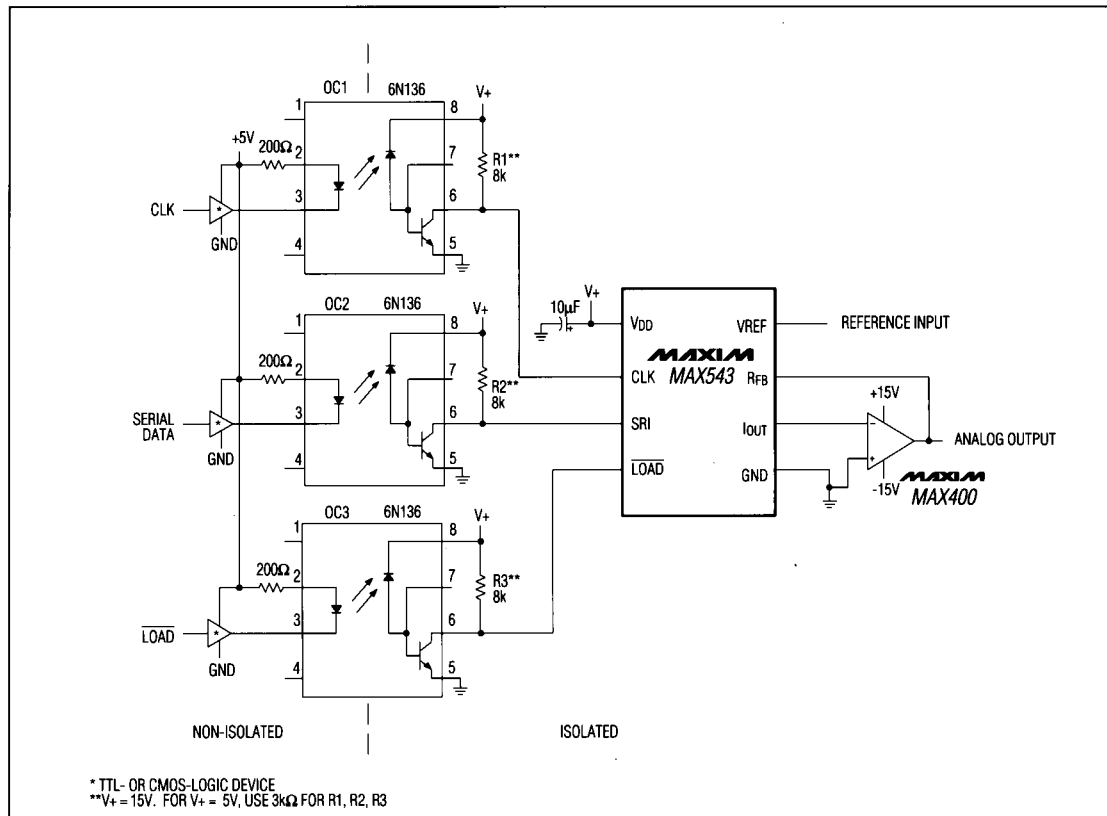 OC1 6N136
1
8
V+
+5V
200Ω
2
7
R1**
8k
3
6
CLK
*
GND
4
5
OC2 6N136
1
8
V+
200Ω
2
7
R2**
8k
3
6
SERIAL
DATA
*
GND
4
5
OC3 6N136
1
8
V+
200Ω
2
7
R3**
8k
3
6
LOAD
*
GND
4
5
V+
10µF
+
VDD
VREF
REFERENCE INPUT
MAXIM
MAX543
CLK
RFB
SRI
IOUT
LOAD
GND
+15V
-
+
-15V
ANALOG OUTPUT
MAXIM
MAX400
NON-ISOLATED
ISOLATED
* TTL- OR CMOS-LOGIC DEVICE
**V+ = 15V. FOR V+ = 5V, USE 3kΩ FOR R1, R2, R3